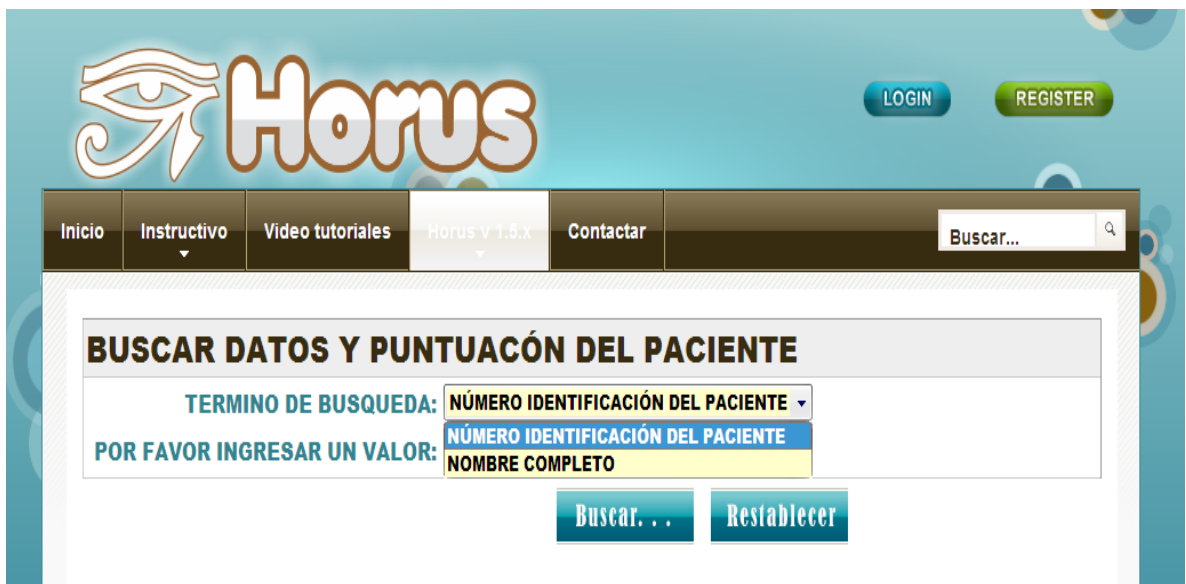 Horus
LOGIN REGISTER
Inicio Instructivo Video tutoriales Horus v 1.5.x Contactar Buscar...
BUSCAR DATOS Y PUNTUACÓN DEL PACIENTE
TERMINO DE BUSQUEDA: NÚMERO IDENTIFICACIÓN DEL PACIENTE
POR FAVOR INGRESAR UN VALOR: NÚMERO IDENTIFICACIÓN DEL PACIENTE
NOMBRE COMPLETO
Buscar. . . Restablecer